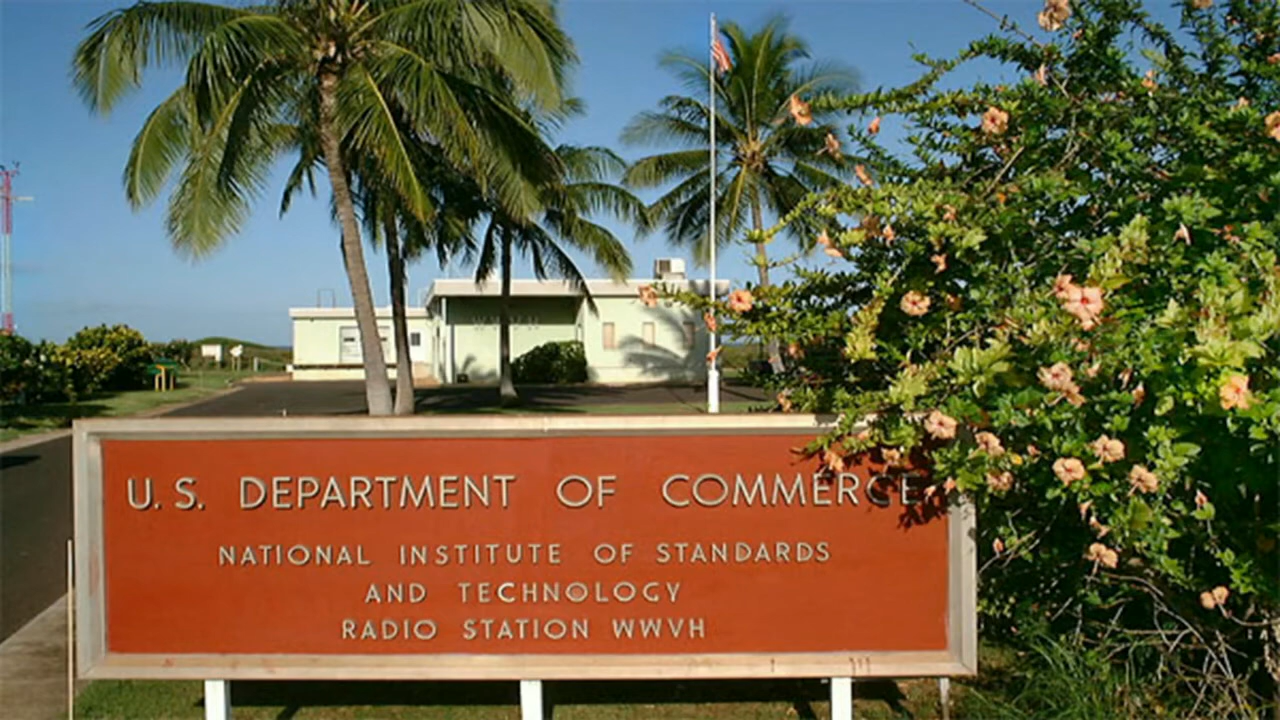 U.S. DEPARTMENT OF COMMERCE
NATIONAL INSTITUTE OF STANDARDS
AND TECHNOLOGY
RADIO STATION WWVH